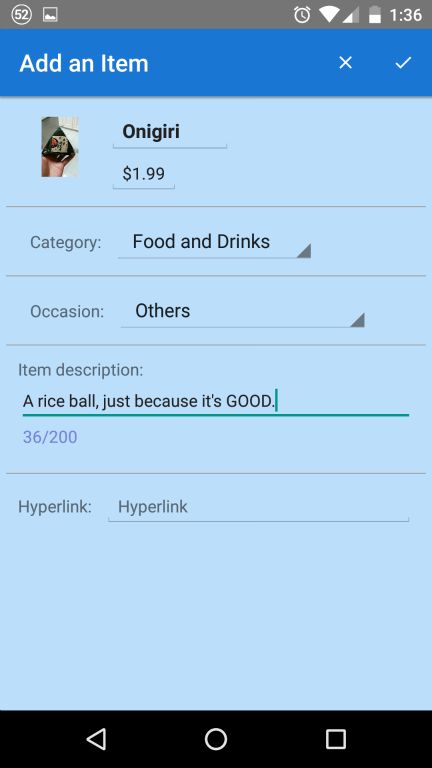 52 1:36
Add an Item
Onigiri
$1.99
Category: Food and Drinks
Occasion: Others
Item description:
A rice ball, just because it's GOOD.
36/200
Hyperlink: Hyperlink